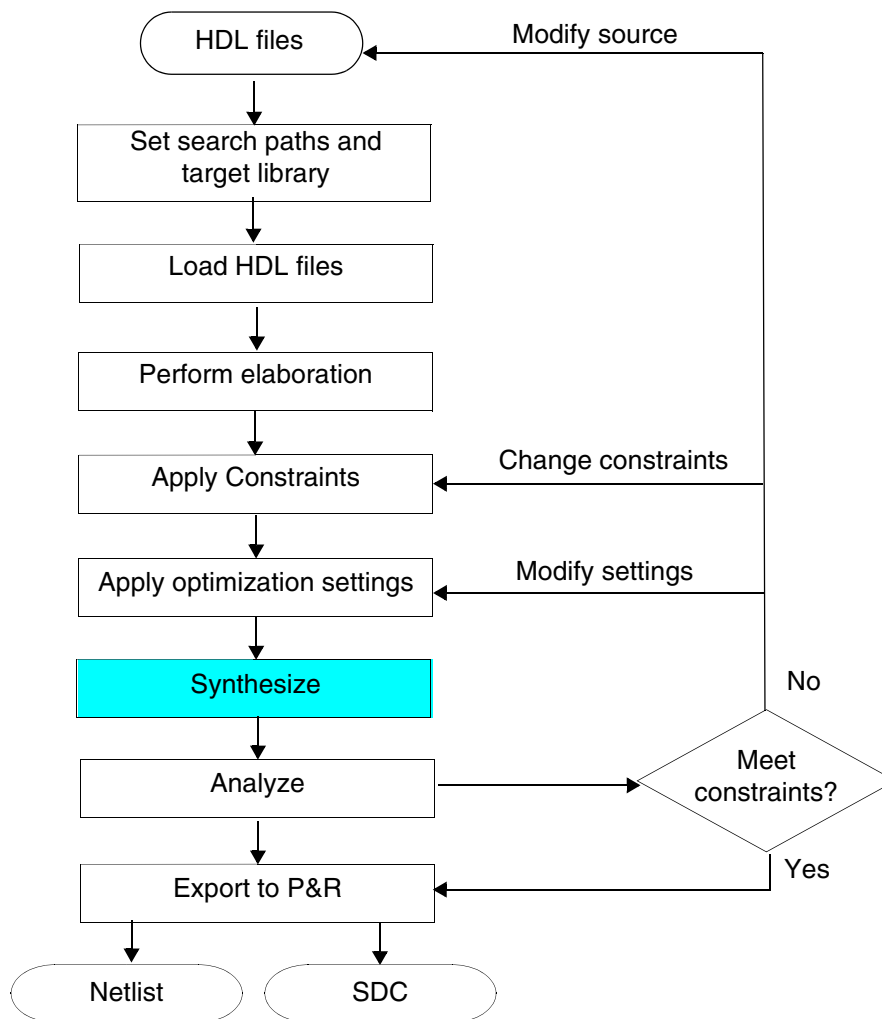 HDL files
Modify source
Set search paths and
target library
Load HDL files
Perform elaboration
Apply Constraints
Change constraints
Apply optimization settings
Modify settings
Synthesize
No
Analyze
Meet
constraints?
Yes
Export to P&R
Netlist
SDC